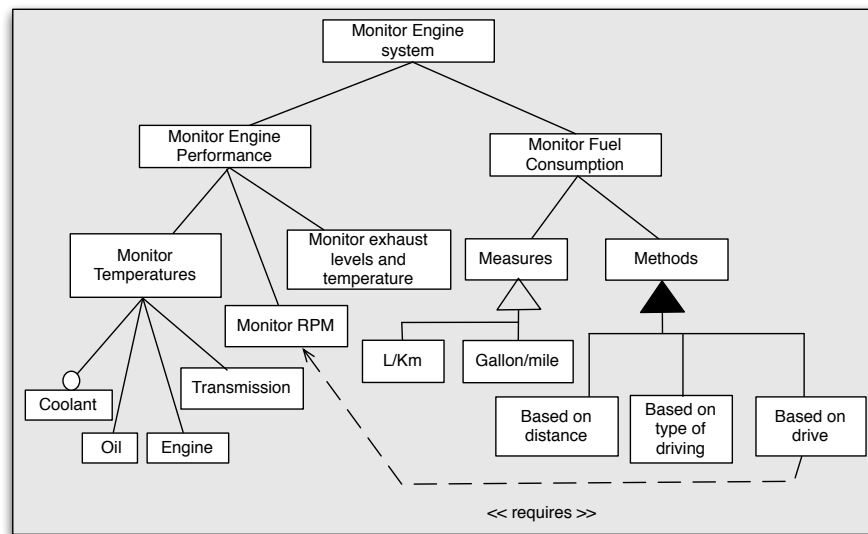 Monitor Engine
system
Monitor Engine
Performance
Monitor Fuel
Consumption
Monitor
Temperatures
Monitor exhaust
levels and
temperature
Measures
Methods
Monitor RPM
L/Km
Gallon/mile
Coolant
Transmission
Oil
Engine
Based on
distance
Based on
type of
driving
Based on
drive
<< requires >>